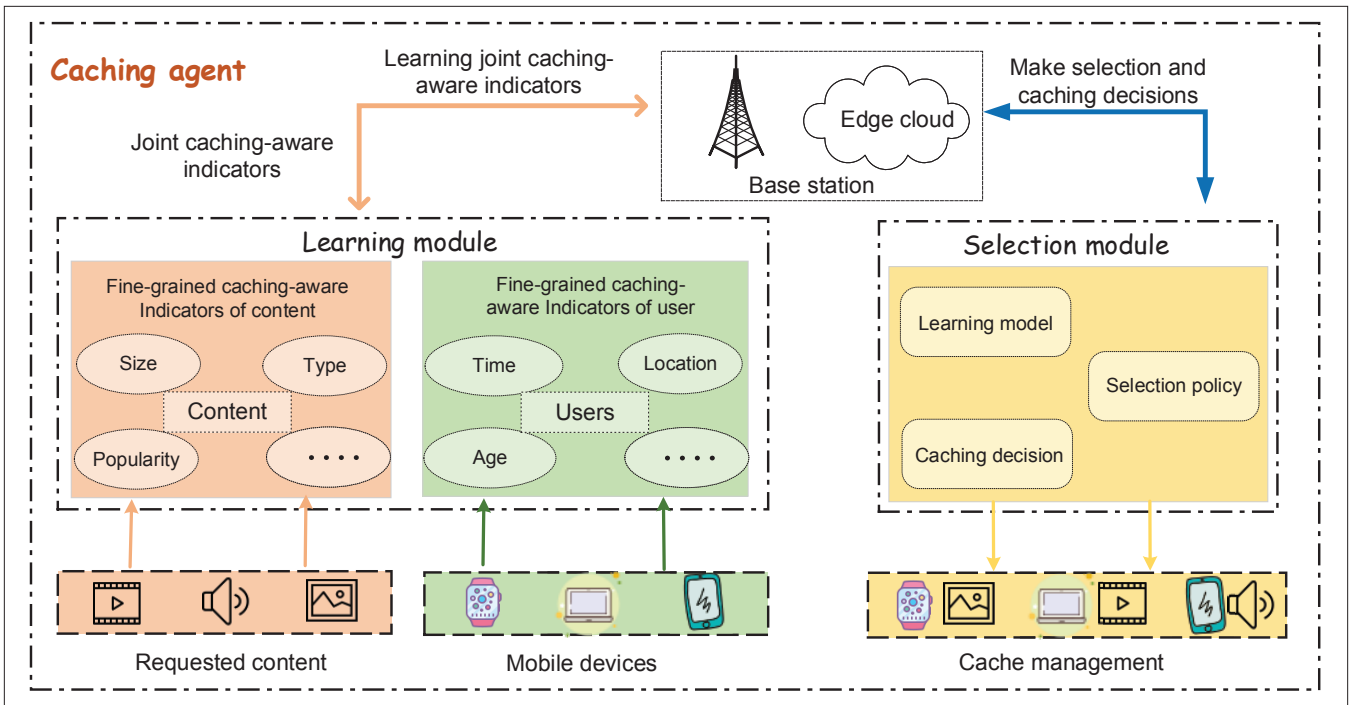 Caching agent
Learning joint caching-
aware indicators
Joint caching-aware
indicators
Edge cloud
Base station
Make selection and
caching decisions
Learning module
Fine-grained caching-aware
Indicators of content
Size
Type
Content
Popularity
• • • •
Fine-grained caching-
aware Indicators of user
Time
Location
Users
Age
• • • •
Selection module
Learning model
Selection policy
Caching decision
Requested content
Mobile devices
Cache management